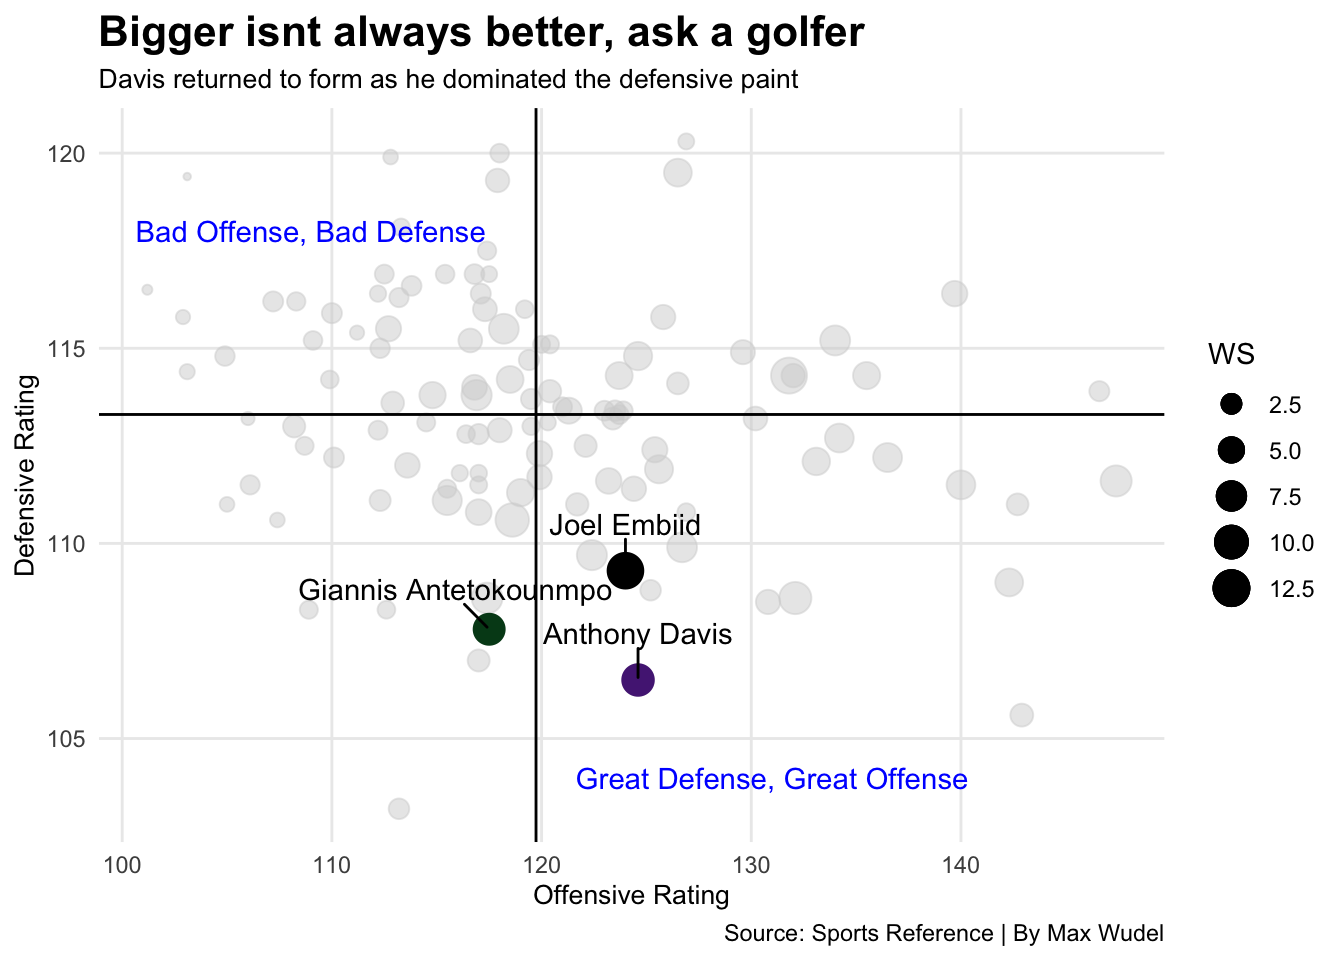 Bigger isnt always better, ask a golfer
Davis returned to form as he dominated the defensive paint
120
115
110
105
Defensive Rating
Bad Offense, Bad Defense
Joel Embiid
Giannis Antetokounmpo
Anthony Davis
Great Defense, Great Offense
WS
2.5
5.0
7.5
10.0
12.5
100
110
120
130
140
Offensive Rating
Source: Sports Reference | By Max Wudel